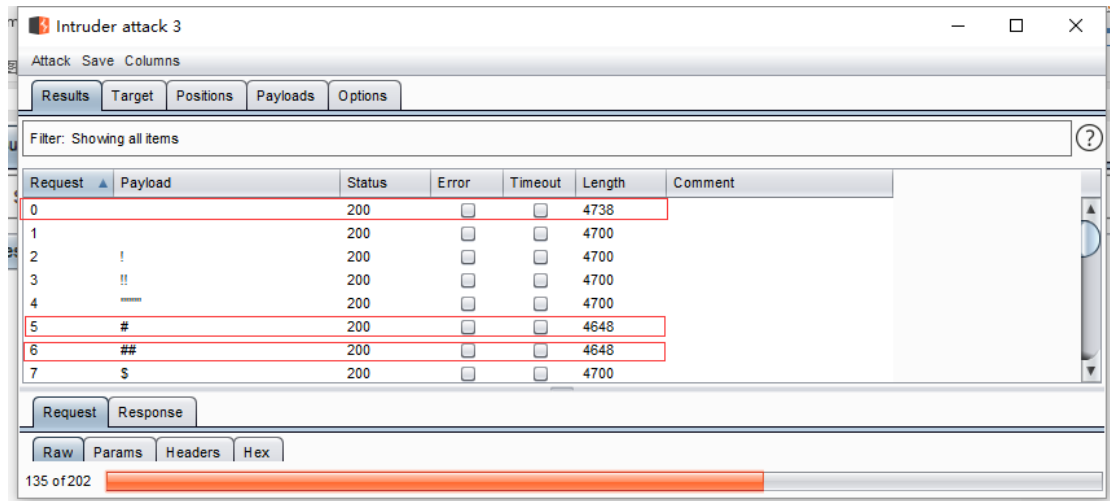 Intruder attack 3
Attack Save Columns
Results Target Positions Payloads Options
Filter: Showing all items ?
Request Payload Status Error Timeout Length Comment
0 200 4738
1 200 4700
2 ! 200 4700
3 !! 200 4700
4 200 4700
5 # 200 4648
6 ## 200 4648
7 $ 200 4700
Request Response
Raw Params Headers Hex
135 of 202